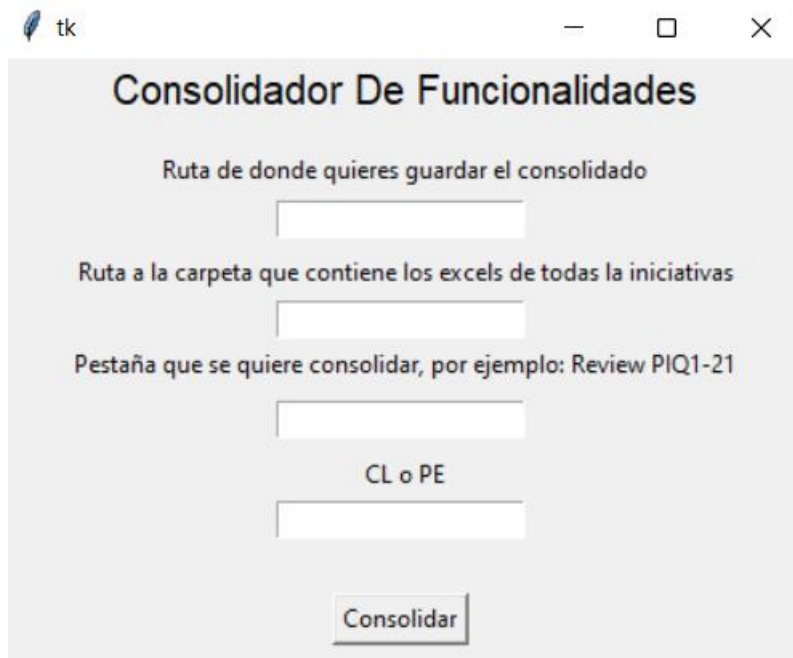 tk
Consolidador De Funcionalidades
Ruta de donde quieres guardar el consolidado
Ruta a la carpeta que contiene los excels de todas la iniciativas
Pestaña que se quiere consolidar, por ejemplo: Review PIQ1-21
CL o PE
Consolidar